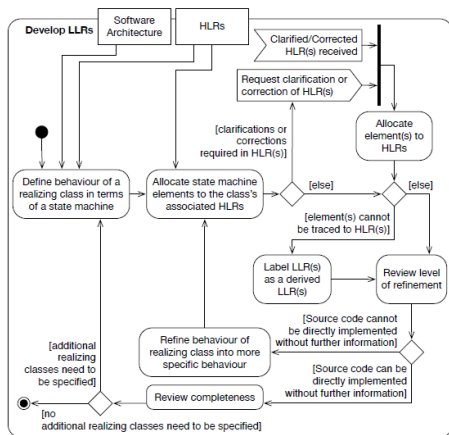 Develop LLRs
Software
Architecture
HLRs
Clarified/Corrected
HLR(s) received
Request clarification or
correction of HLR(s)
[clarifications or
corrections
required in HLR(s)]
Allocate
element(s) to
HLRs
Define behaviour of a
realizing class in terms
of a state machine
Allocate state machine
elements to the class's
associated HLRs
[else]
[else]
[element(s) cannot
be traced to HLR(s)]
Label LLR(s)
as a derived
LLR(s)
Review level
of refinement
[Source code cannot
be directly implemented
without further information]
Refine behaviour of
realizing class into more
specific behaviour
[additional
realizing
classes need to
be specified]
[Source code can be
directly implemented
without further information]
Review completeness
[no
additional realizing classes need to be specified]